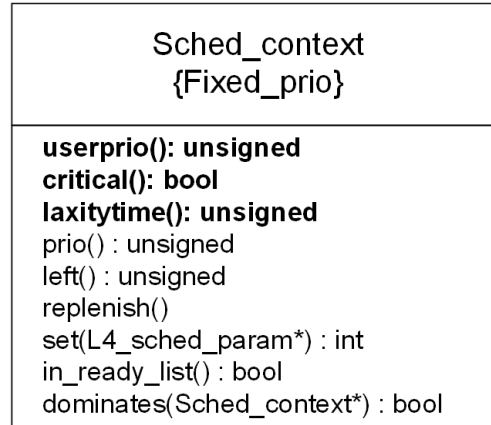 Sched_context
{Fixed_prio}
userprio(): unsigned
critical(): bool
laxitytime(): unsigned
prio() : unsigned
left() : unsigned
replenish()
set(L4_sched_param*) : int
in_ready_list() : bool
dominates(Sched_context*) : bool